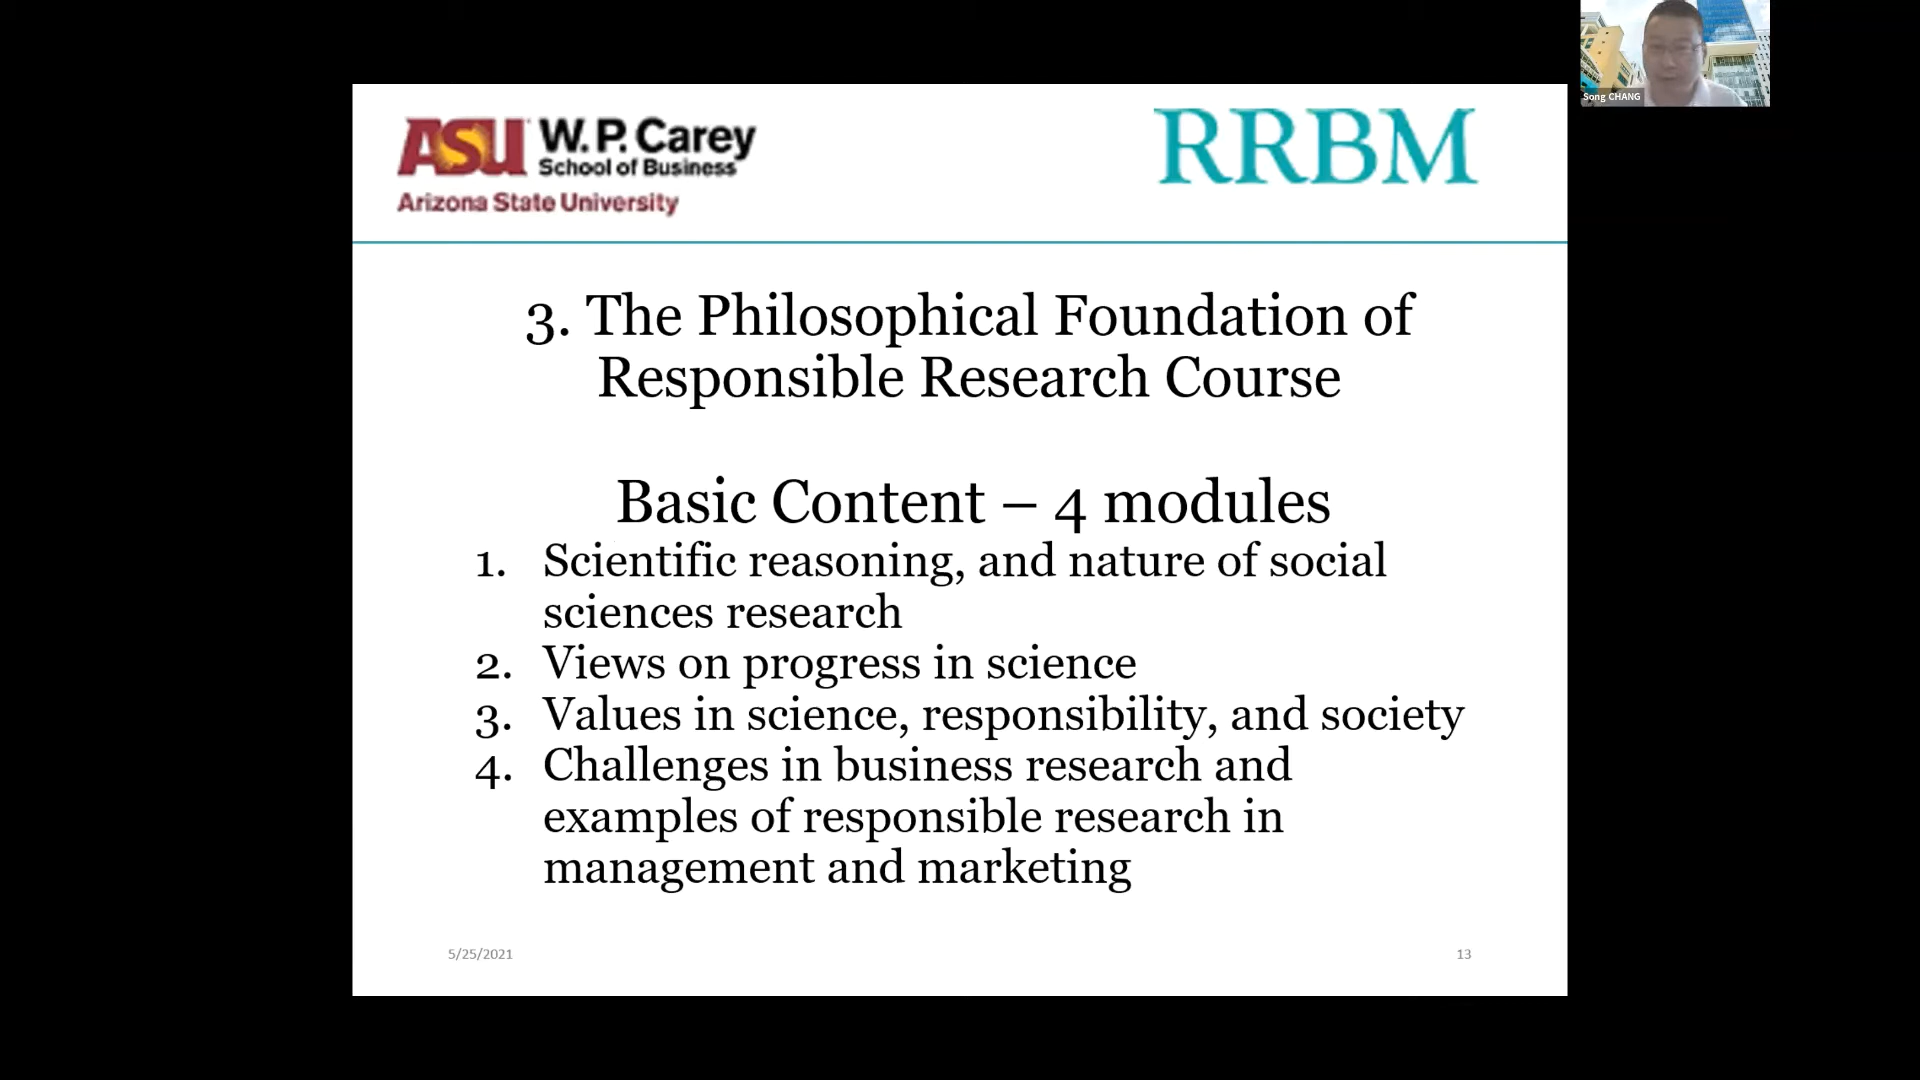 Song CHANG
ASU W. P. Carey
School of Business
Arizona State University
RRBM
3. The Philosophical Foundation of
Responsible Research Course
Basic Content – 4 modules
1. Scientific reasoning, and nature of social
sciences research
2. Views on progress in science
3. Values in science, responsibility, and society
4. Challenges in business research and
examples of responsible research in
management and marketing
5/25/2021
13